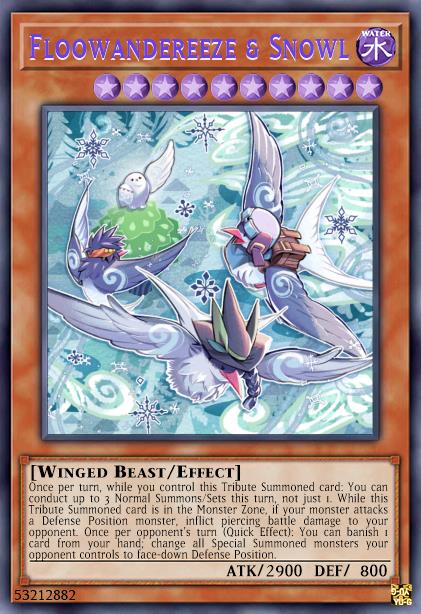 Floowandereeze & Snowl
WATER
水
[Winged Beast/Effect]
Once per turn, while you control this Tribute Summoned card: You can
conduct up to 3 Normal Summons/Sets this turn, not just 1. While this
Tribute Summoned card is in the Monster Zone, if your monster attacks
a Defense Position monster, inflict piercing battle damage to your
opponent. Once per opponent's turn (Quick Effect): You can banish 1
card from your hand; change all Special Summoned monsters your
opponent controls to face-down Defense Position.
ATK/2900 DEF/ 800
53212882